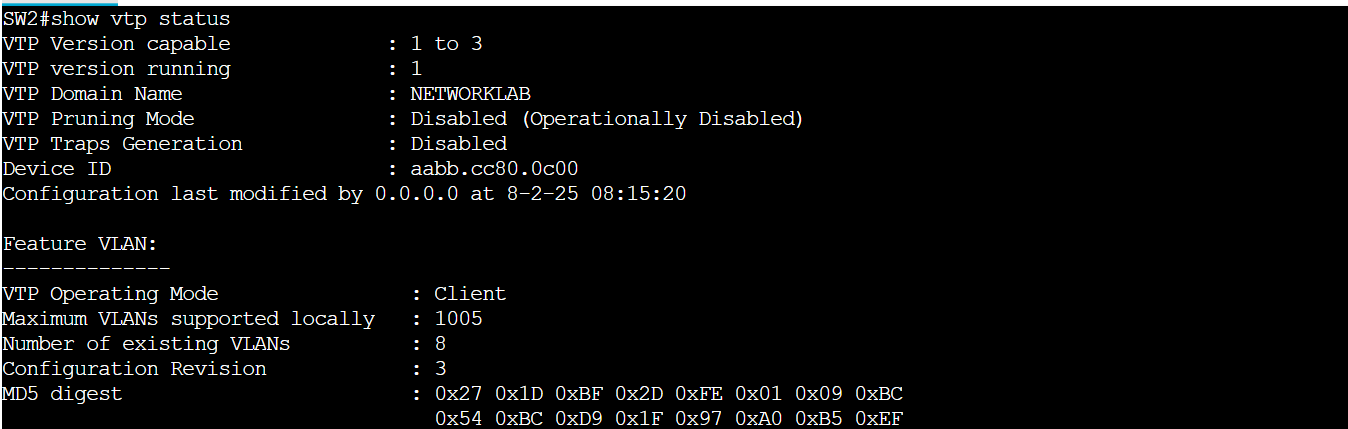 SW2#show vtp status
VTP Version capable : 1 to 3
VTP version running : 1
VTP Domain Name : NETWORKLAB
VTP Pruning Mode : Disabled (Operationally Disabled)
VTP Traps Generation : Disabled
Device ID : aabb.cc80.0c00
Configuration last modified by 0.0.0.0 at 8-2-25 08:15:20
Feature VLAN:
--------------
VTP Operating Mode : Client
Maximum VLANs supported locally : 1005
Number of existing VLANs : 8
Configuration Revision : 3
MD5 digest : 0x27 0x1D 0xBF 0x2D 0xFE 0x01 0x09 0xBC
0x54 0xBC 0xD9 0x1F 0x97 0xA0 0xB5 0xEF